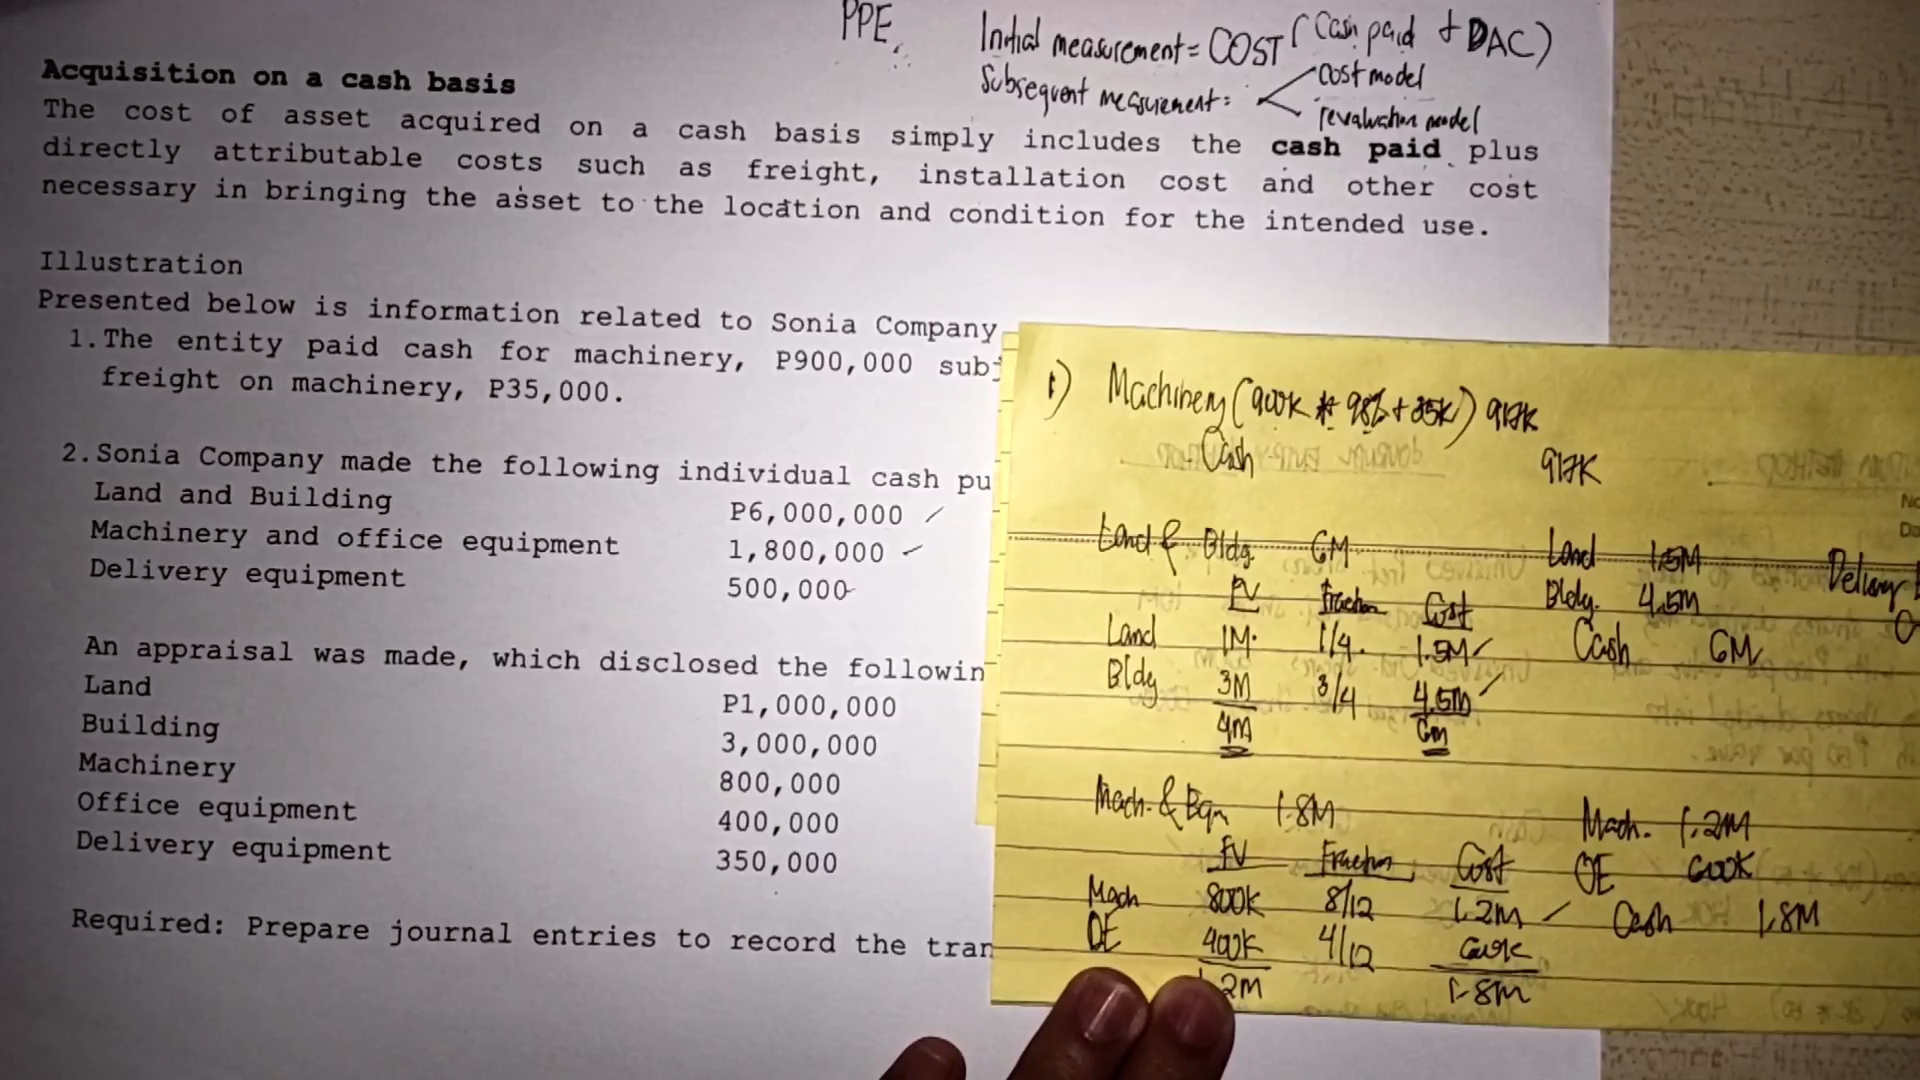 PPE
Initial measurement = COST (Cash paid + DAC)
Subsequent measurement: cost model
revaluation model
Acquisition on a cash basis
The cost of asset acquired on a cash basis simply includes the cash paid plus
directly attributable costs such as freight, installation cost and other cost
necessary in bringing the asset to the location and condition for the intended use.
Illustration
Presented below is information related to Sonia Company
1. The entity paid cash for machinery, P900,000 subj
freight on machinery, P35,000.
2. Sonia Company made the following individual cash pu
Land and Building P6,000,000
Machinery and office equipment 1,800,000
Delivery equipment 500,000
An appraisal was made, which disclosed the followin
Land P1,000,000
Building 3,000,000
Machinery 800,000
Office equipment 400,000
Delivery equipment 350,000
Required: Prepare journal entries to record the tran
1) Machinery (900K * 98% + 35K) 917K
Cash 917K
Land & Bldg. 6M
FV Fraction Cost
Land 1M 1/4 1.5M
Bldg 3M 3/4 4.5M
4M 6M
Land 1.5M
Bldg. 4.5M
Cash 6M
Delivery
Mach. & Eqn 1.8M
FV Fraction Cost
Mach 800K 8/12 1.2M
OE 400K 4/12 600K
2M 1.8M
Mach. 1.2M
OE 600K
Cash 1.8M